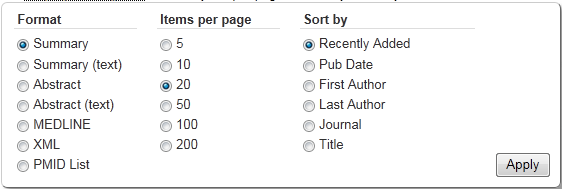 Format Items per page Sort by
Summary 5 Recently Added
Summary (text) 10 Pub Date
Abstract 20 First Author
Abstract (text) 50 Last Author
MEDLINE 100 Journal
XML 200 Title
PMID List
Apply